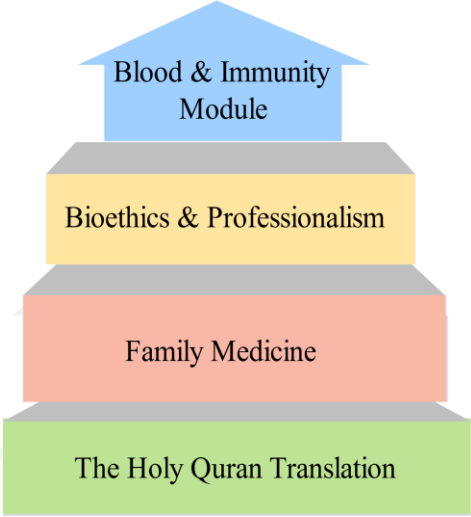 Blood & Immunity
Module
Bioethics & Professionalism
Family Medicine
The Holy Quran Translation